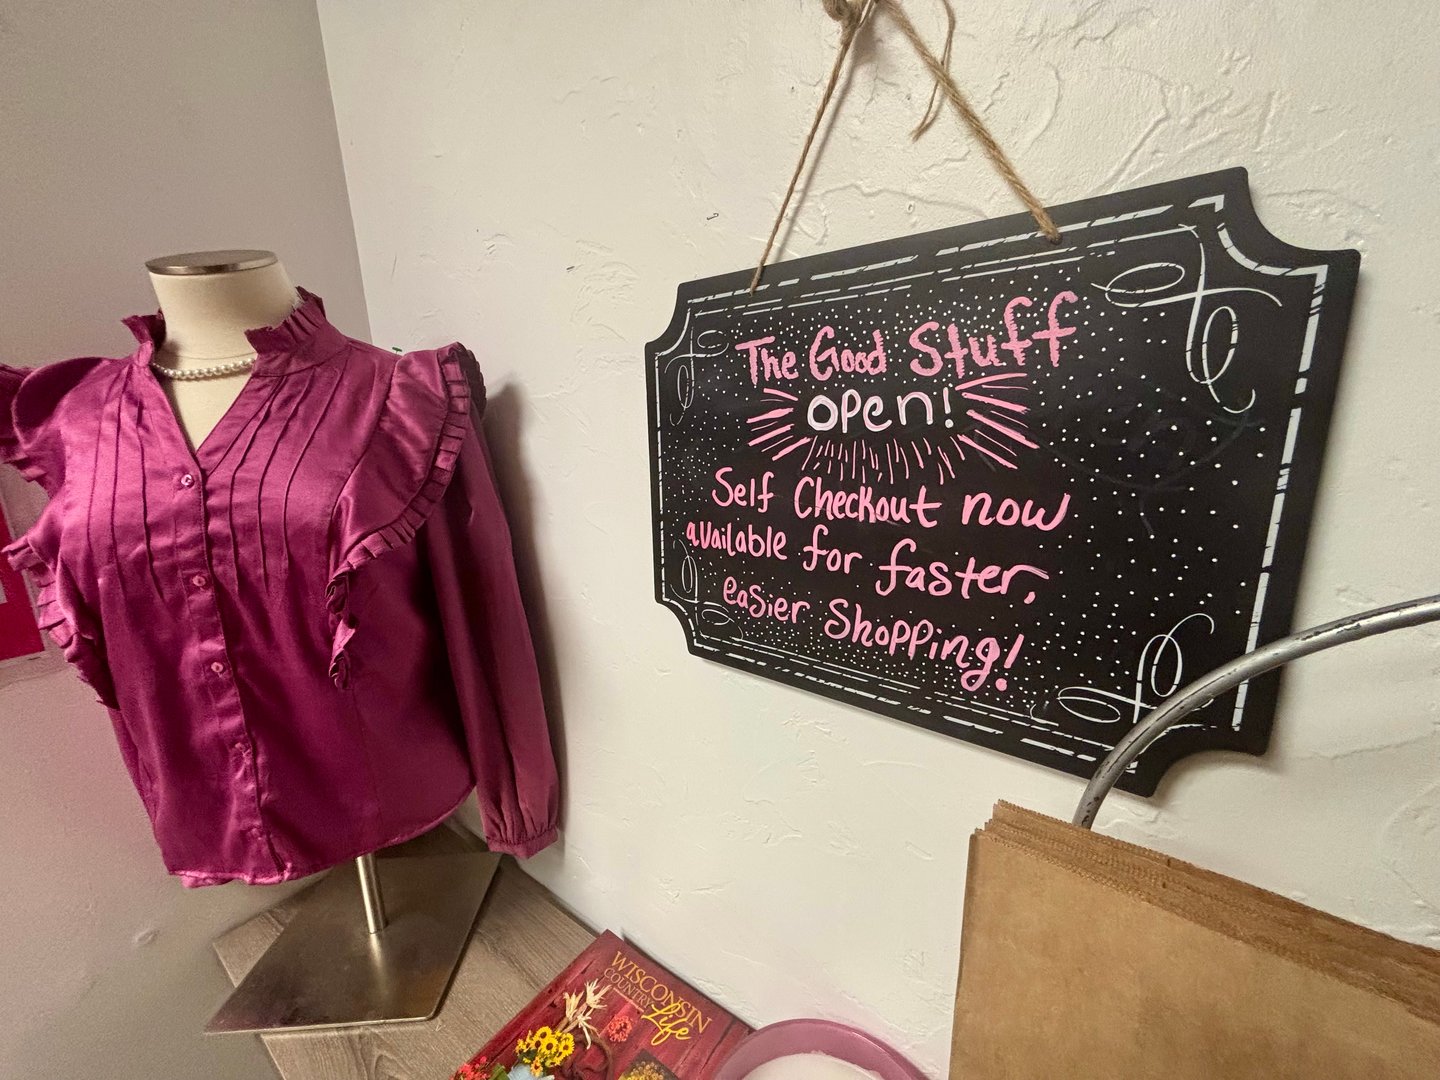 The Good Stuff
open!
Self Checkout now
available for faster,
easier shopping!
WISCONSIN
COUNTRY
Life